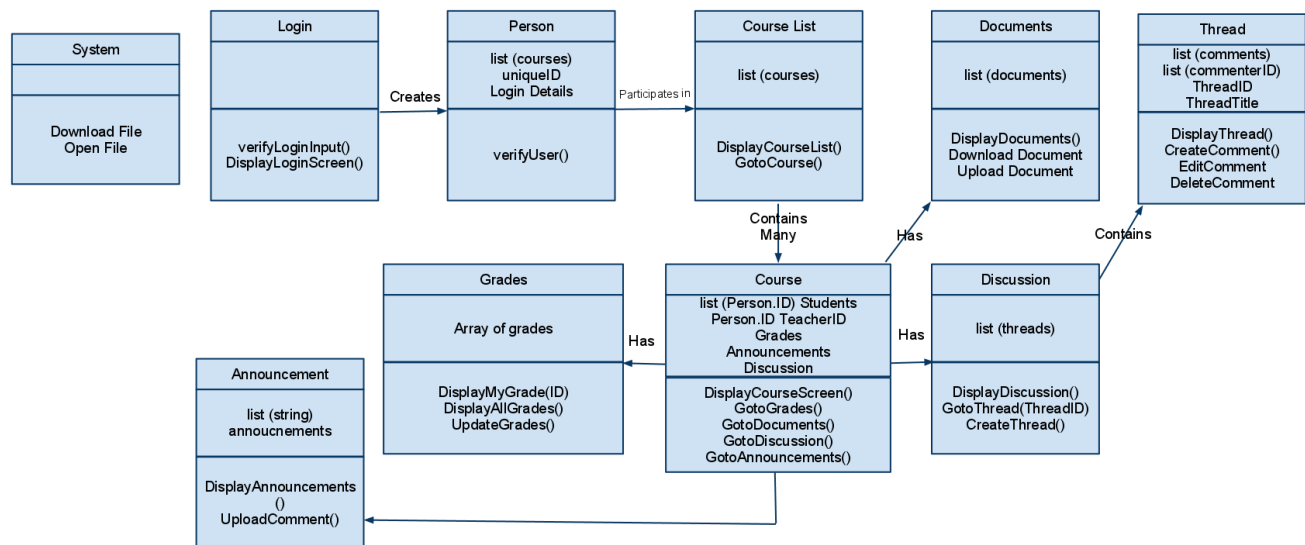 System
Download File
Open File
Login
verifyLoginInput()
DisplayLoginScreen()
Creates
Person
list (courses)
uniqueID
Login Details
verifyUser()
Participates in
Course List
list (courses)
DisplayCourseList()
GotoCourse()
Documents
list (documents)
DisplayDocuments()
Download Document
Upload Document
Thread
list (comments)
list (commenterID)
ThreadID
ThreadTitle
DisplayThread()
CreateComment()
EditComment
DeleteComment
Contains
Many
Has
Contains
Grades
Array of grades
DisplayMyGrade(ID)
DisplayAllGrades()
UpdateGrades()
Has
Course
list (Person.ID) Students
Person.ID TeacherID
Grades
Announcements
Discussion
DisplayCourseScreen()
GotoGrades()
GotoDocuments()
GotoDiscussion()
GotoAnnouncements()
Has
Discussion
list (threads)
DisplayDiscussion()
GotoThread(ThreadID)
CreateThread()
Announcement
list (string)
annoucnements
DisplayAnnouncements
()
UploadComment()